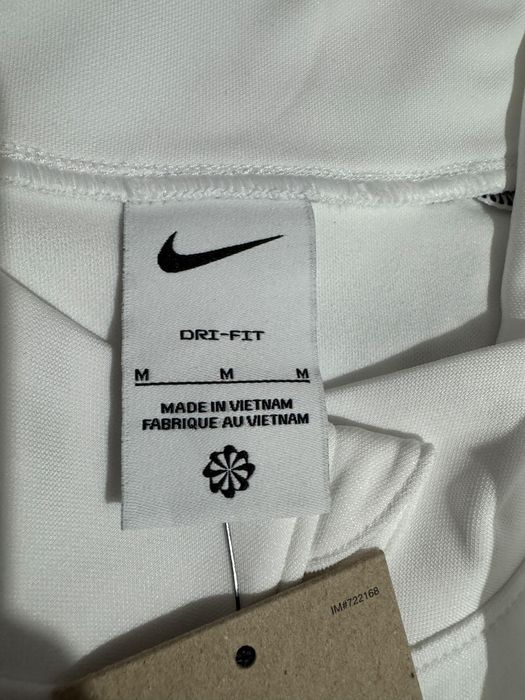 DRI-FIT
M M M
MADE IN VIETNAM
FABRIQUE AU VIETNAM
IM#722168